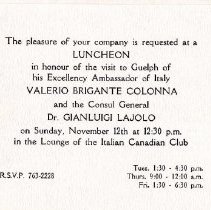 The pleasure of your company is requested at a
LUNCHEON
in honour of the visit to Guelph of
his Excellency Ambassador of Italy
VALERIO BRIGANTE COLONNA
and the Consul General
Dr. GIANLUIGI LAJOLO
on Sunday, November 12th at 12:30 p.m.
in the Lounge of the Italian Canadian Club
R.S.V.P. 763-2228
Tues. 1:30 - 4:30 p.m.
Thurs. 9:00 - 12:00 a.m.
Fri. 1:30 - 6:30 p.m.